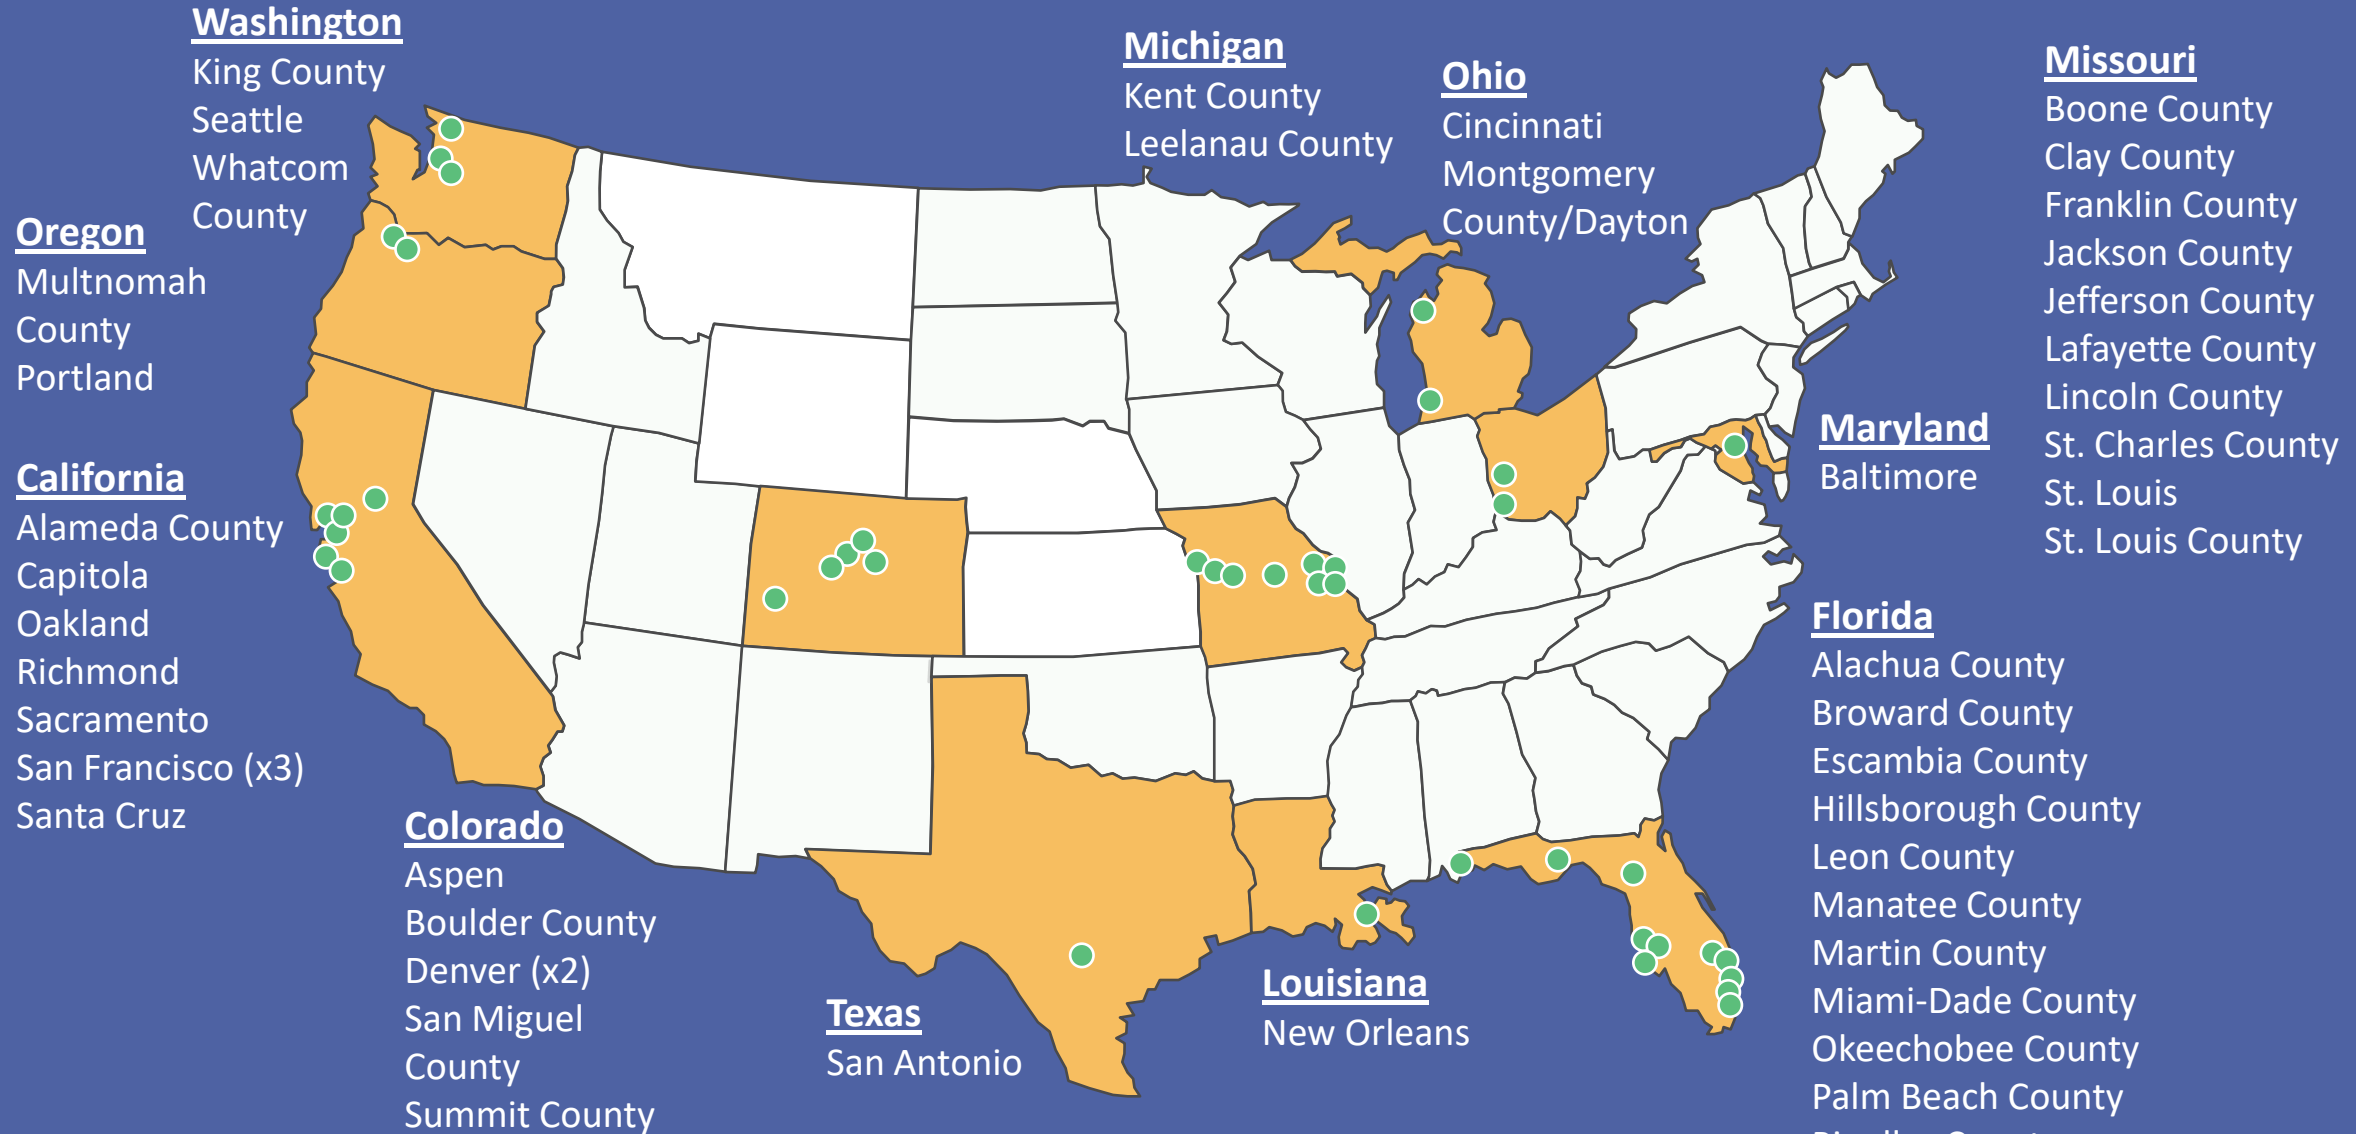 Washington
King County
Seattle
Whatcom
County
Oregon
Multnomah
County
Portland
California
Alameda County
Capitola
Oakland
Richmond
Sacramento
San Francisco (x3)
Santa Cruz
Colorado
Aspen
Boulder County
Denver (x2)
San Miguel
County
Summit County
Texas
San Antonio
Louisiana
New Orleans
Michigan
Kent County
Leelanau County
Ohio
Cincinnati
Montgomery
County/Dayton
Maryland
Baltimore
Missouri
Boone County
Clay County
Franklin County
Jackson County
Jefferson County
Lafayette County
Lincoln County
St. Charles County
St. Louis
St. Louis County
Florida
Alachua County
Broward County
Escambia County
Hillsborough County
Leon County
Manatee County
Martin County
Miami-Dade County
Okeechobee County
Palm Beach County